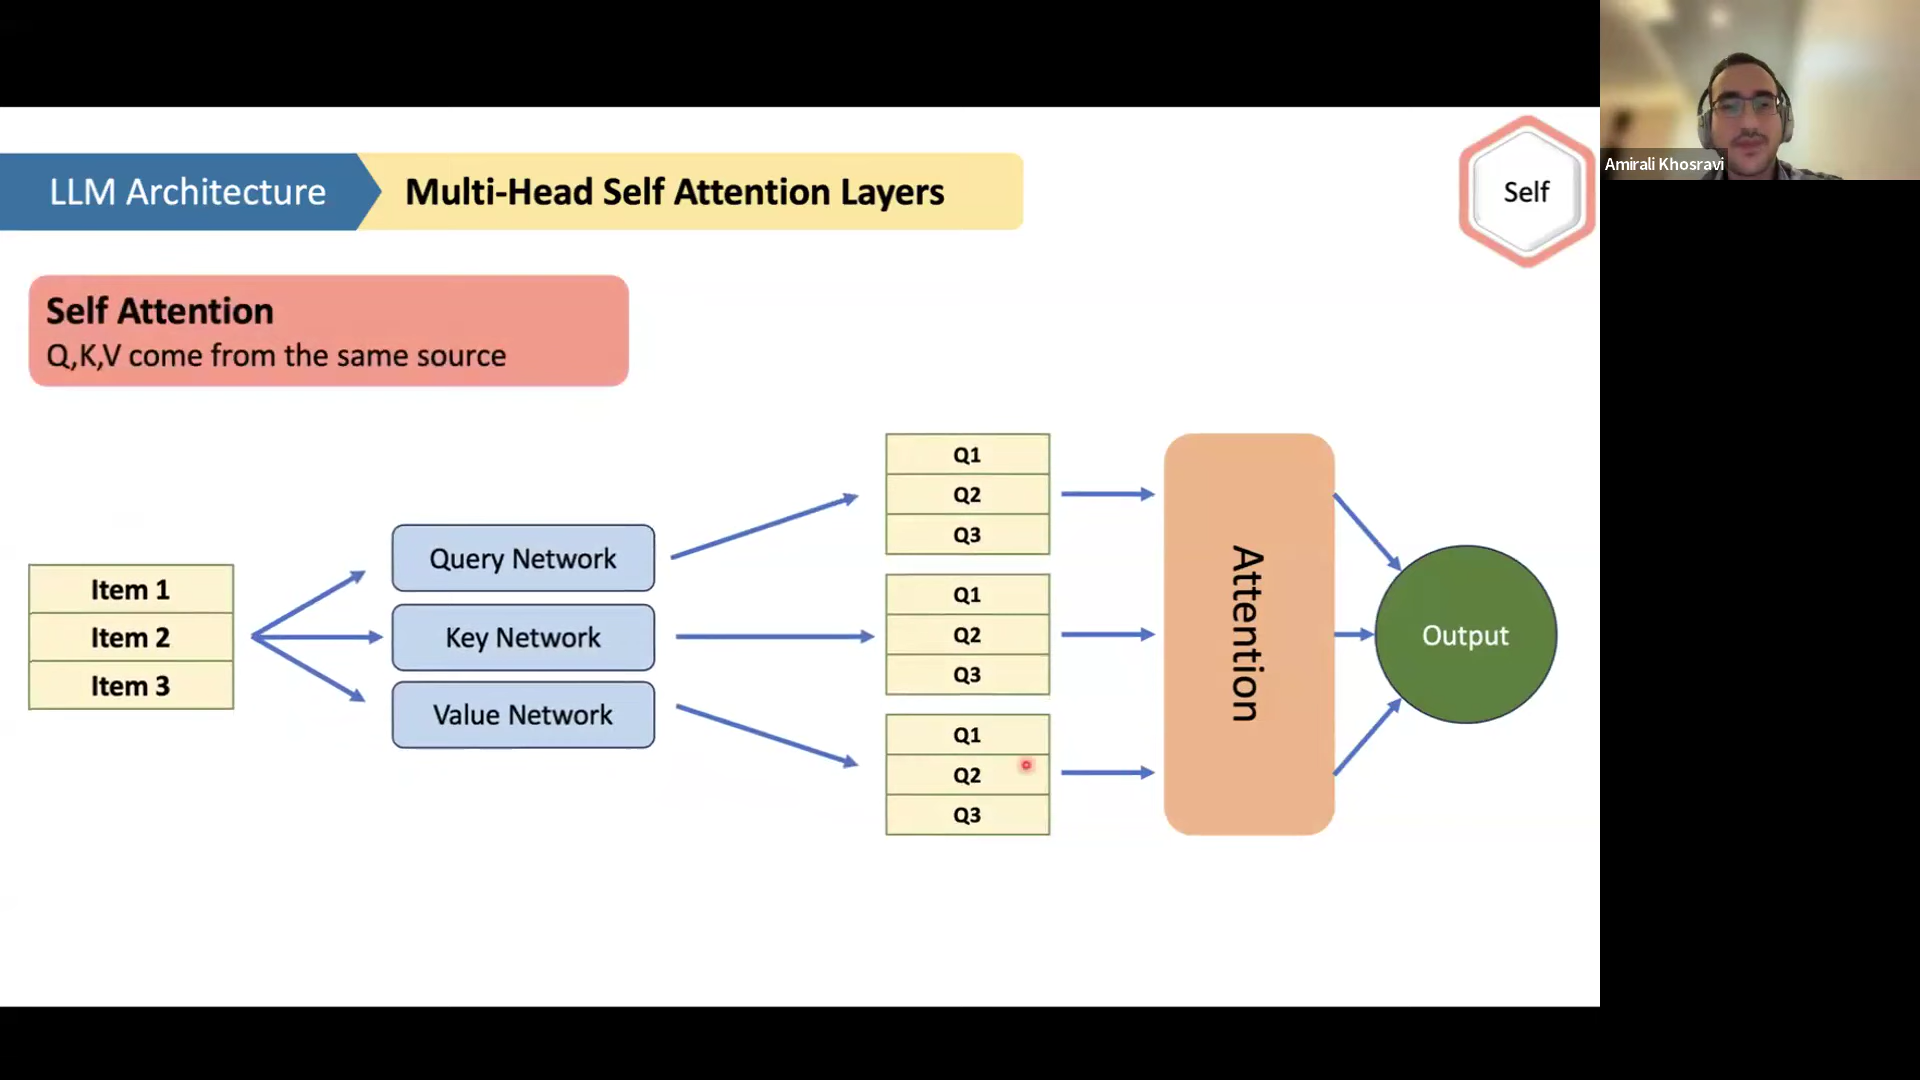 LLM Architecture
Multi-Head Self Attention Layers
Self
Amirali Khosravi
Self Attention
Q,K,V come from the same source
Item 1
Item 2
Item 3
Query Network
Key Network
Value Network
Q1
Q2
Q3
Q1
Q2
Q3
Q1
Q2
Q3
Attention
Output